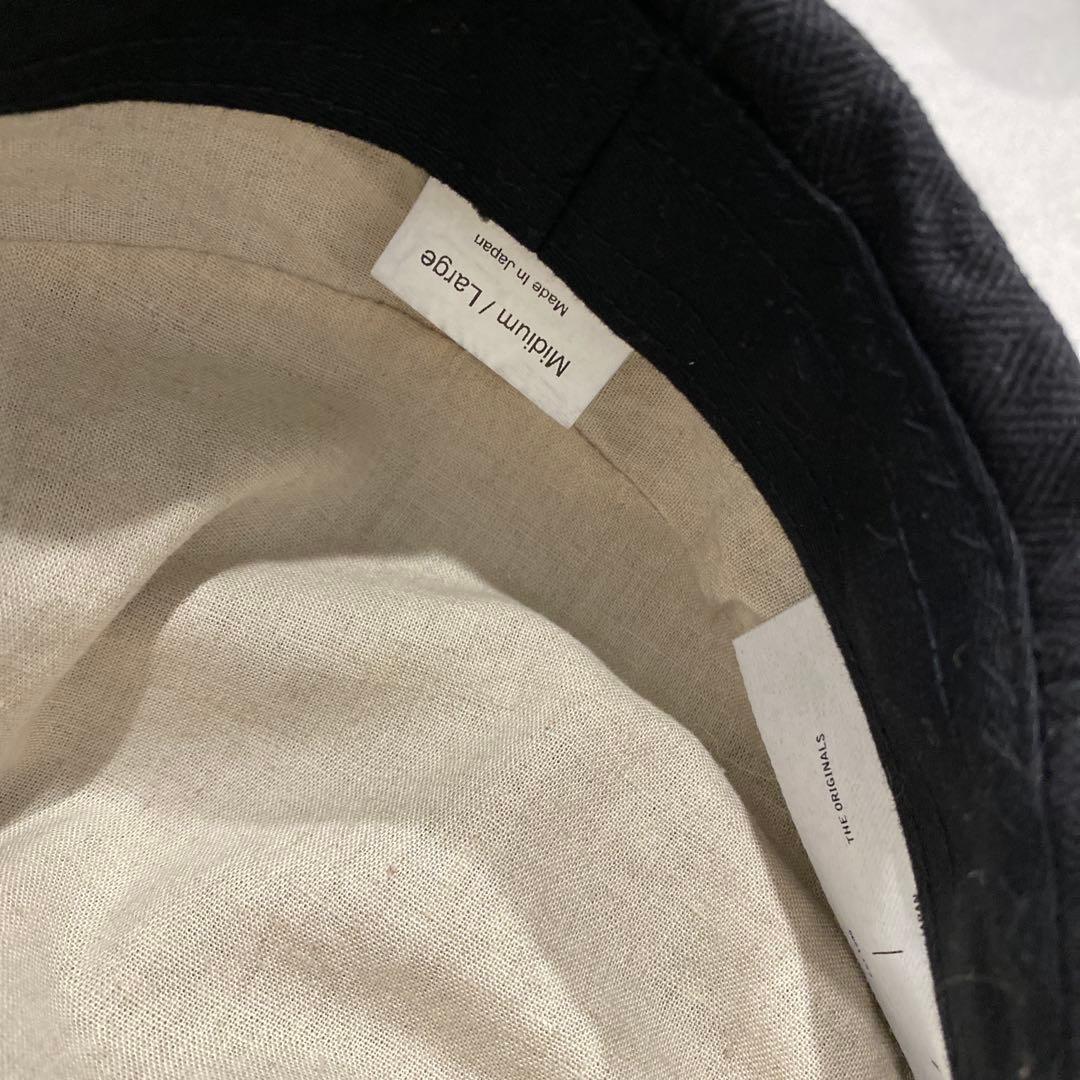 Midium / Large
Made In Japan
THE ORIGINALS